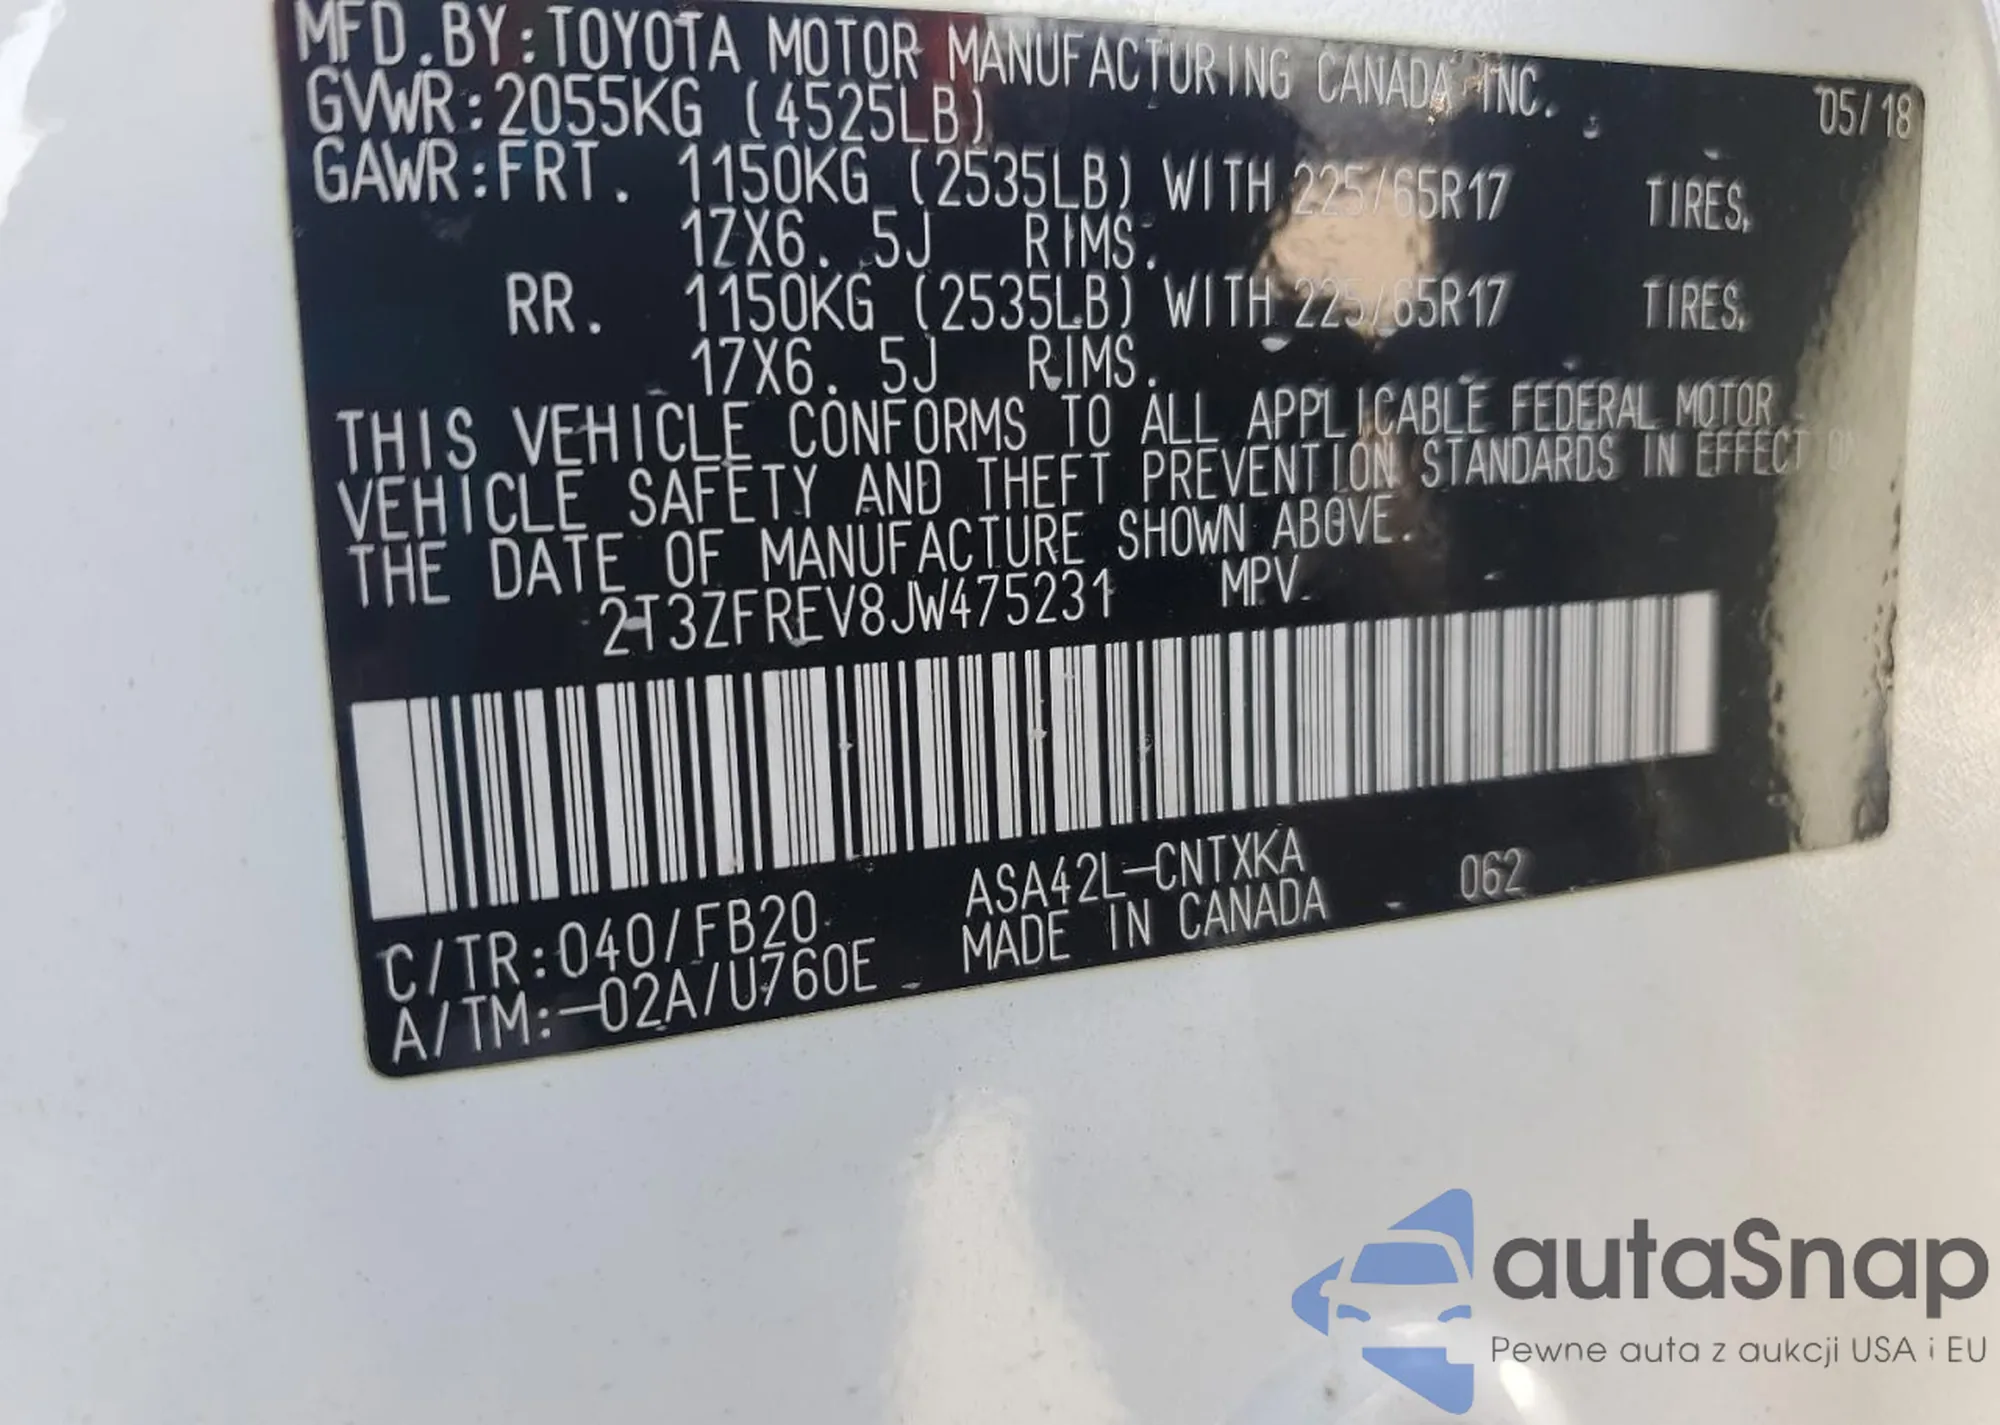 MFD.BY:TOYOTA MOTOR MANUFACTURING CANADA INC. 05/18
GVWR:2055KG (4525LB)
GAWR:FRT. 1150KG (2535LB) WITH 225/65R17 TIRES,
17X6.5J RIMS.
RR. 1150KG (2535LB) WITH 225/65R17 TIRES,
17X6.5J RIMS.
THIS VEHICLE CONFORMS TO ALL APPLICABLE FEDERAL MOTOR
VEHICLE SAFETY AND THEFT PREVENTION STANDARDS IN EFFECT ON
THE DATE OF MANUFACTURE SHOWN ABOVE.
2T3ZFREV8JW475231 MPV
C/TR:040/FB20 ASA42L-CNTXKA 062
A/TM:-02A/U760E MADE IN CANADA
autaSnap
Pewne auta z aukcji USA i EU